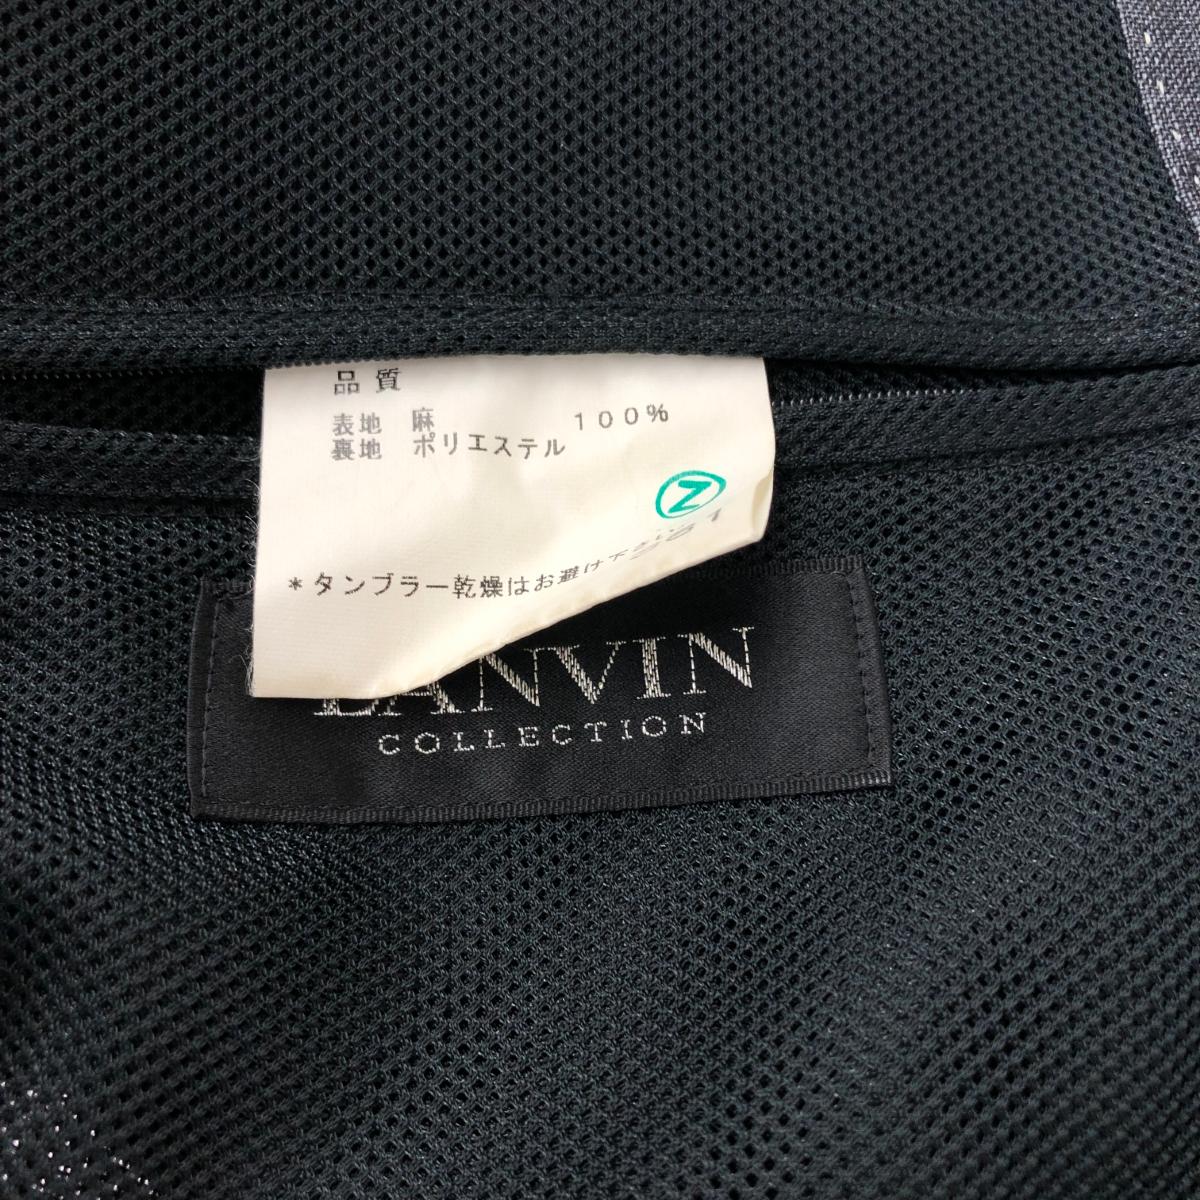 品質
表地 麻 100%
裏地 ポリエステル
Z
*タンブラー乾燥はお避け下さい
LANVIN
COLLECTION